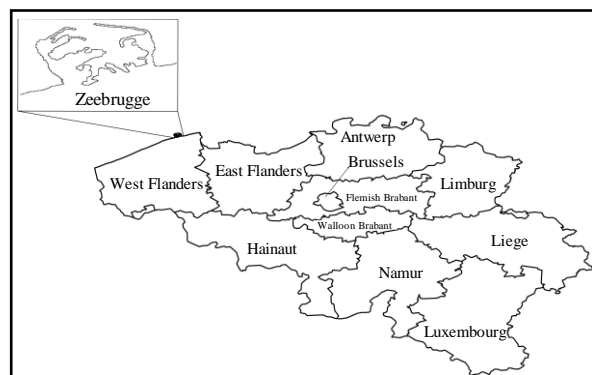 Zeebrugge
Antwerp
Brussels
West Flanders
East Flanders
Flemish Brabant
Limburg
Walloon Brabant
Hainaut
Liege
Namur
Luxembourg